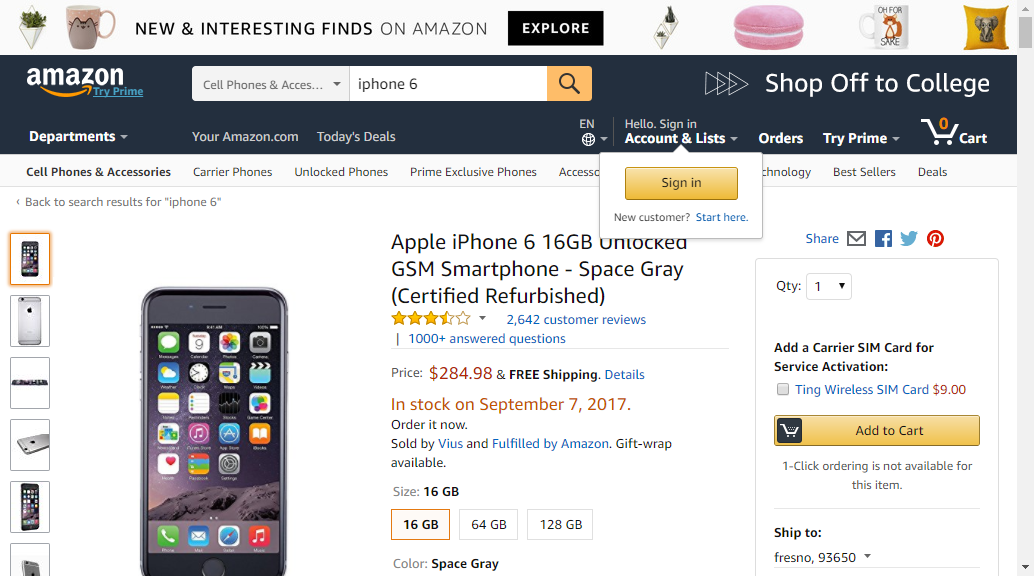 NEW & INTERESTING FINDS ON AMAZON EXPLORE
OH FOR
SAKE
amazon
Try Prime
Cell Phones & Acces...
iphone 6
Shop Off to College
Departments
Your Amazon.com
Today's Deals
EN
Hello. Sign in
Account & Lists
Orders
Try Prime
0
Cart
Cell Phones & Accessories
Carrier Phones
Unlocked Phones
Prime Exclusive Phones
Accesso
chnology
Best Sellers
Deals
Sign in
New customer? Start here.
‹ Back to search results for "iphone 6"
Share
Apple iPhone 6 16GB Unlocked
GSM Smartphone - Space Gray
(Certified Refurbished)
2,642 customer reviews
| 1000+ answered questions
Price: $284.98 & FREE Shipping. Details
In stock on September 7, 2017.
Order it now.
Sold by Vius and Fulfilled by Amazon. Gift-wrap
available.
Size: 16 GB
16 GB
64 GB
128 GB
Color: Space Gray
Qty: 1
Add a Carrier SIM Card for
Service Activation:
Ting Wireless SIM Card $9.00
Add to Cart
1-Click ordering is not available for
this item.
Ship to:
fresno, 93650